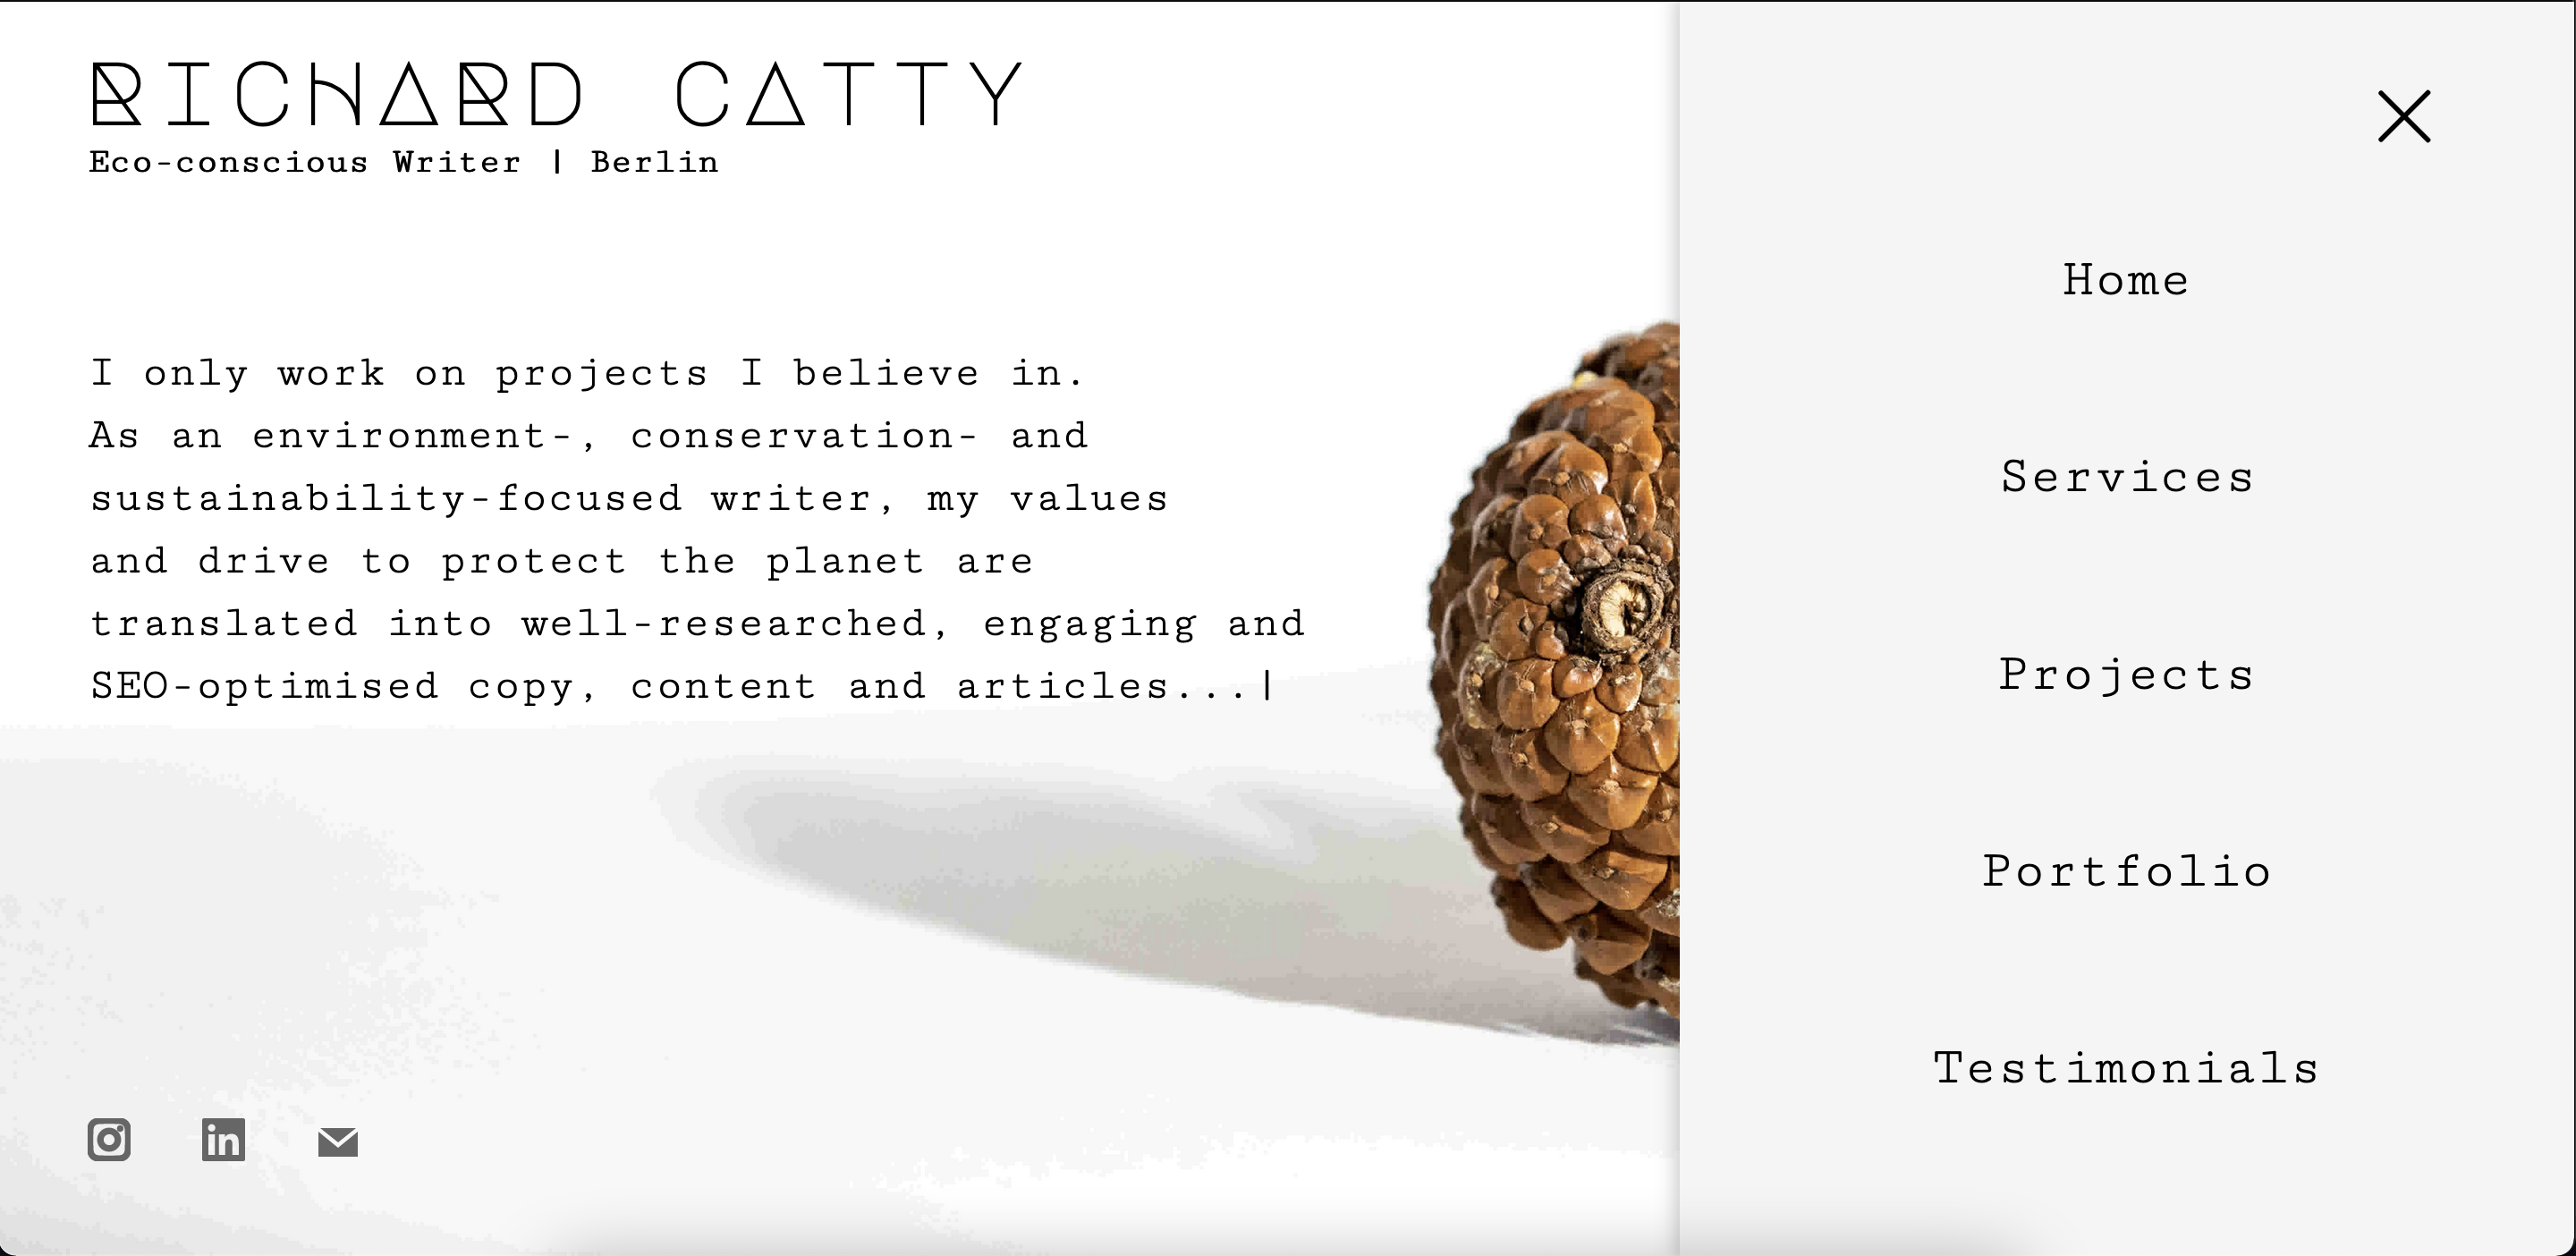 RICHARD CATTY
Eco-conscious Writer | Berlin
I only work on projects I believe in.
As an environment-, conservation- and
sustainability-focused writer, my values
and drive to protect the planet are
translated into well-researched, engaging and
SEO-optimised copy, content and articles...|
in
Home
Services
Projects
Portfolio
Testimonials